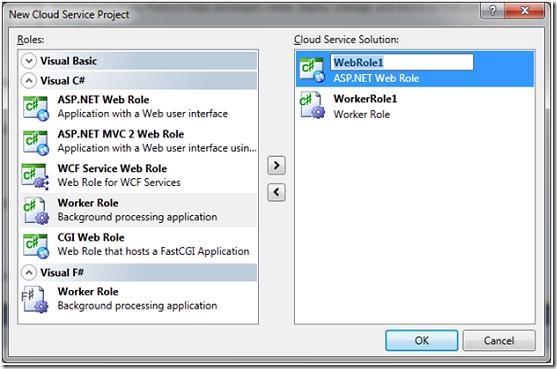 New Cloud Service Project
Roles:
Visual Basic
Visual C#
ASP.NET Web Role
Application with a Web user interface
ASP.NET MVC 2 Web Role
Application with a Web user interface usin...
WCF Service Web Role
Web Role for WCF Services
Worker Role
Background processing application
CGI Web Role
Web Role that hosts a FastCGI Application
Visual F#
Worker Role
Background processing application
Cloud Service Solution:
WebRole1
ASP.NET Web Role
WorkerRole1
Worker Role
OK
Cancel